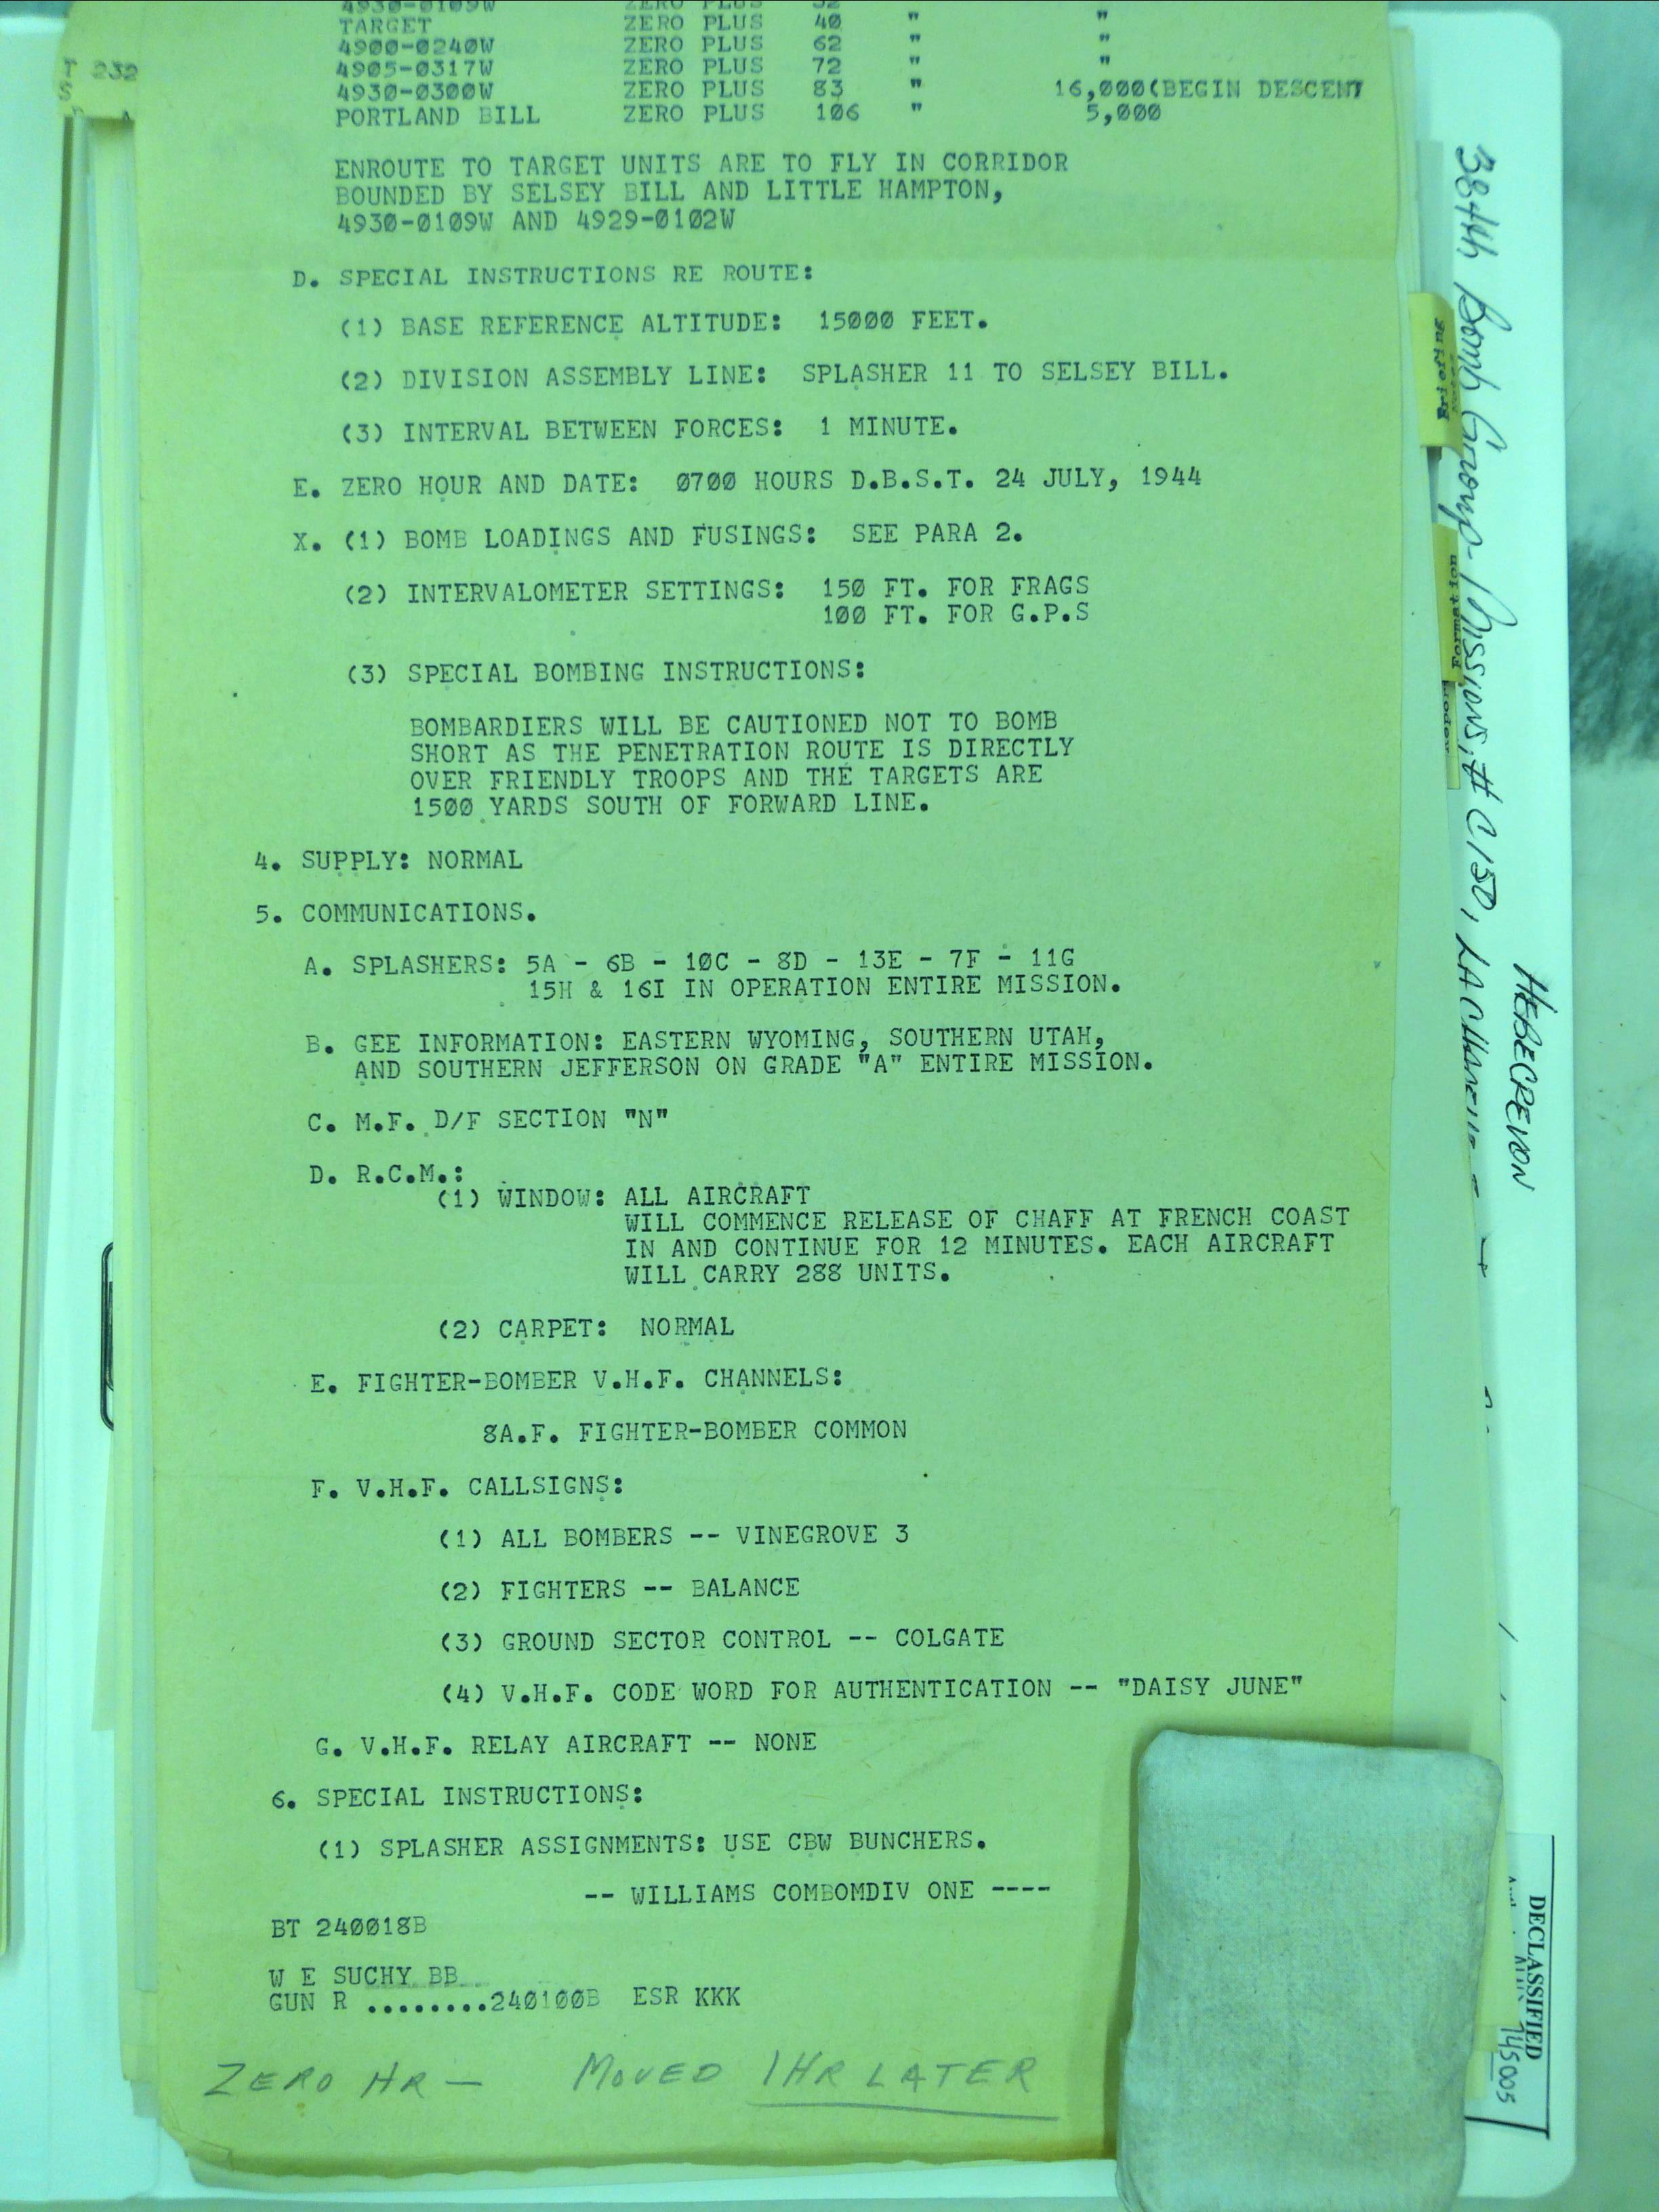 4930-0109W ZERO PLUS 32
TARGET ZERO PLUS 40 " "
4900-0240W ZERO PLUS 62 " "
4905-0317W ZERO PLUS 72 " "
4930-0300W ZERO PLUS 83 " 16,000(BEGIN DESCENT
PORTLAND BILL ZERO PLUS 106 " 5,000
ENROUTE TO TARGET UNITS ARE TO FLY IN CORRIDOR
BOUNDED BY SELSEY BILL AND LITTLE HAMPTON,
4930-0109W AND 4929-0102W
D. SPECIAL INSTRUCTIONS RE ROUTE:
(1) BASE REFERENCE ALTITUDE: 15000 FEET.
(2) DIVISION ASSEMBLY LINE: SPLASHER 11 TO SELSEY BILL.
(3) INTERVAL BETWEEN FORCES: 1 MINUTE.
E. ZERO HOUR AND DATE: 0700 HOURS D.B.S.T. 24 JULY, 1944
X. (1) BOMB LOADINGS AND FUSINGS: SEE PARA 2.
(2) INTERVALOMETER SETTINGS: 150 FT. FOR FRAGS
100 FT. FOR G.P.S
(3) SPECIAL BOMBING INSTRUCTIONS:
BOMBARDIERS WILL BE CAUTIONED NOT TO BOMB
SHORT AS THE PENETRATION ROUTE IS DIRECTLY
OVER FRIENDLY TROOPS AND THE TARGETS ARE
1500 YARDS SOUTH OF FORWARD LINE.
4. SUPPLY: NORMAL
5. COMMUNICATIONS.
A. SPLASHERS: 5A - 6B - 10C - 8D - 13E - 7F - 11G
15H & 16I IN OPERATION ENTIRE MISSION.
B. GEE INFORMATION: EASTERN WYOMING, SOUTHERN UTAH,
AND SOUTHERN JEFFERSON ON GRADE "A" ENTIRE MISSION.
C. M.F. D/F SECTION "N"
D. R.C.M.:
(1) WINDOW: ALL AIRCRAFT
WILL COMMENCE RELEASE OF CHAFF AT FRENCH COAST
IN AND CONTINUE FOR 12 MINUTES. EACH AIRCRAFT
WILL CARRY 288 UNITS.
(2) CARPET: NORMAL
E. FIGHTER-BOMBER V.H.F. CHANNELS:
8A.F. FIGHTER-BOMBER COMMON
F. V.H.F. CALLSIGNS:
(1) ALL BOMBERS -- VINEGROVE 3
(2) FIGHTERS -- BALANCE
(3) GROUND SECTOR CONTROL -- COLGATE
(4) V.H.F. CODE WORD FOR AUTHENTICATION -- "DAISY JUNE"
G. V.H.F. RELAY AIRCRAFT -- NONE
6. SPECIAL INSTRUCTIONS:
(1) SPLASHER ASSIGNMENTS: USE CBW BUNCHERS.
-- WILLIAMS COMBOMDIV ONE ----
BT 240018B
W E SUCHY BB
GUN R ........240100B ESR KKK
ZERO HR — MOVED 1 HR LATER
T 232
S
Briefing
Formation
384th Bomb Group- Missions, # C150, LA
HEBECREVON
DECLASSIFIED
745005